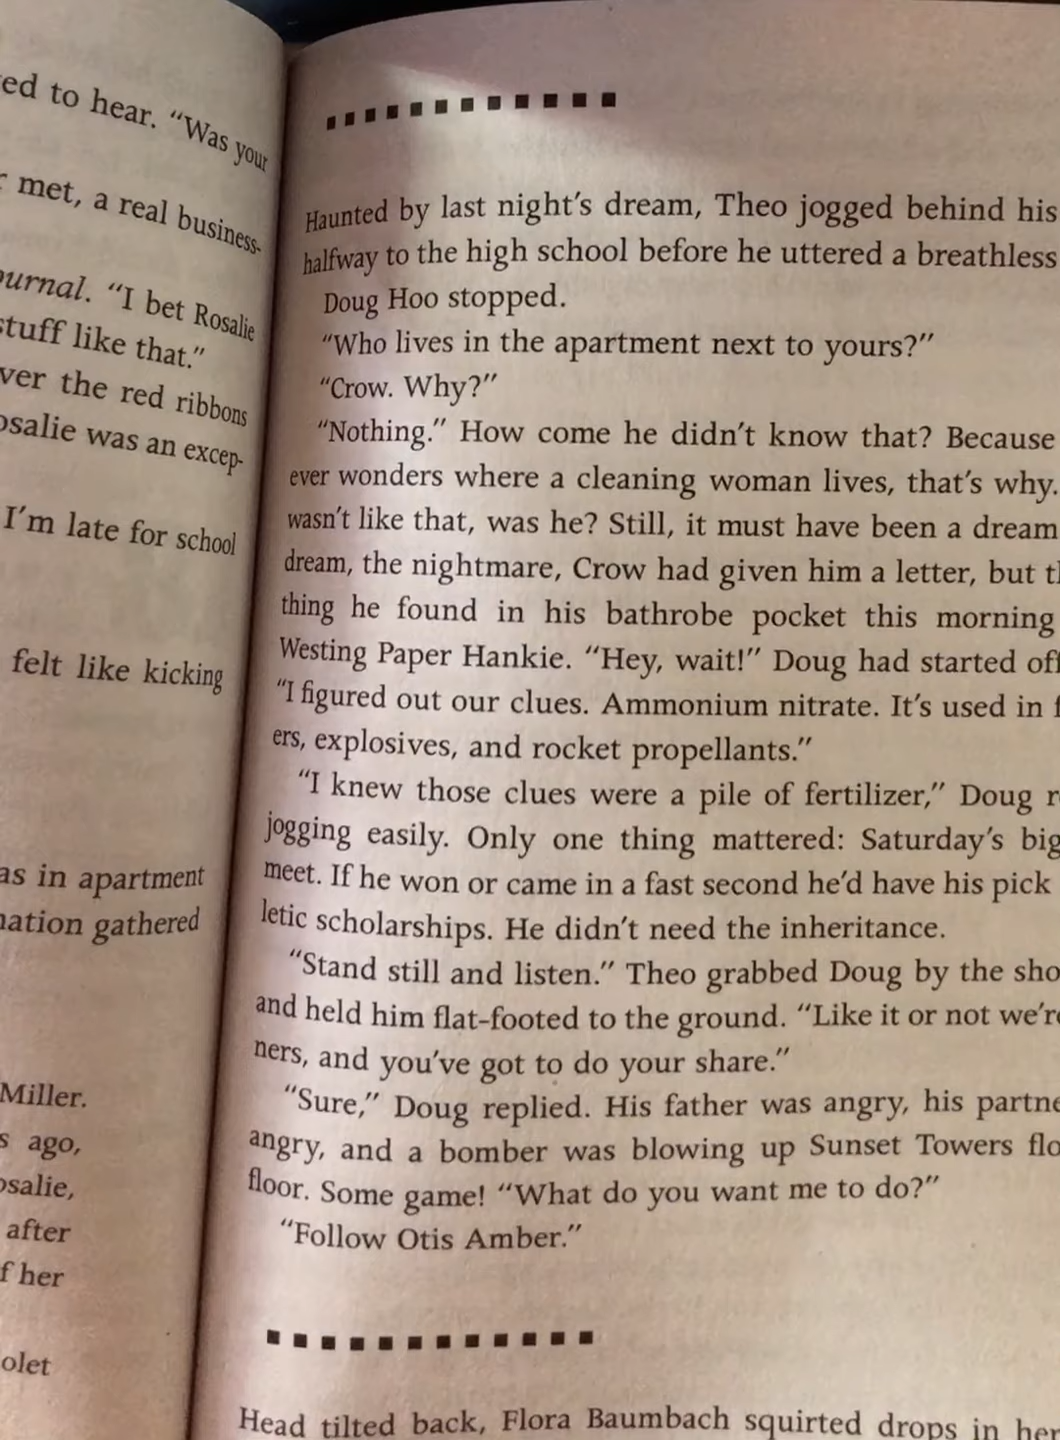 ed to hear. “Was your
met, a real business-
urnal. “I bet Rosalie
stuff like that.”
ver the red ribbons
osalie was an excep-
I’m late for school
felt like kicking
as in apartment
nation gathered
Miller.
s ago,
osalie,
after
f her
olet
Haunted by last night’s dream, Theo jogged behind his
halfway to the high school before he uttered a breathless
Doug Hoo stopped.
“Who lives in the apartment next to yours?”
“Crow. Why?”
“Nothing.” How come he didn’t know that? Because
ever wonders where a cleaning woman lives, that’s why.
wasn’t like that, was he? Still, it must have been a dream
dream, the nightmare, Crow had given him a letter, but th
thing he found in his bathrobe pocket this morning
Westing Paper Hankie. “Hey, wait!” Doug had started off
“I figured out our clues. Ammonium nitrate. It’s used in f
ers, explosives, and rocket propellants.”
“I knew those clues were a pile of fertilizer,” Doug r
jogging easily. Only one thing mattered: Saturday’s big
meet. If he won or came in a fast second he’d have his pick
letic scholarships. He didn’t need the inheritance.
“Stand still and listen.” Theo grabbed Doug by the sho
and held him flat-footed to the ground. “Like it or not we’re
ners, and you’ve got to do your share.”
“Sure,” Doug replied. His father was angry, his partne
angry, and a bomber was blowing up Sunset Towers flo
floor. Some game! “What do you want me to do?”
“Follow Otis Amber.”
Head tilted back, Flora Baumbach squirted drops in her